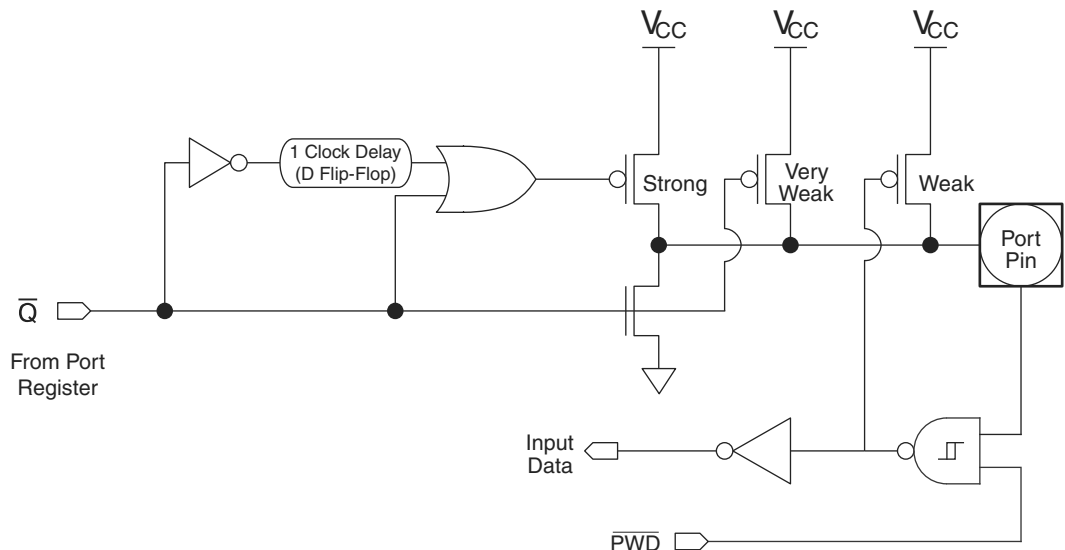 VCC
VCC
VCC
1 Clock Delay
(D Flip-Flop)
Strong
Very
Weak
Weak
Port
Pin
Q̅
From Port
Register
Input
Data
P̅W̅D̅